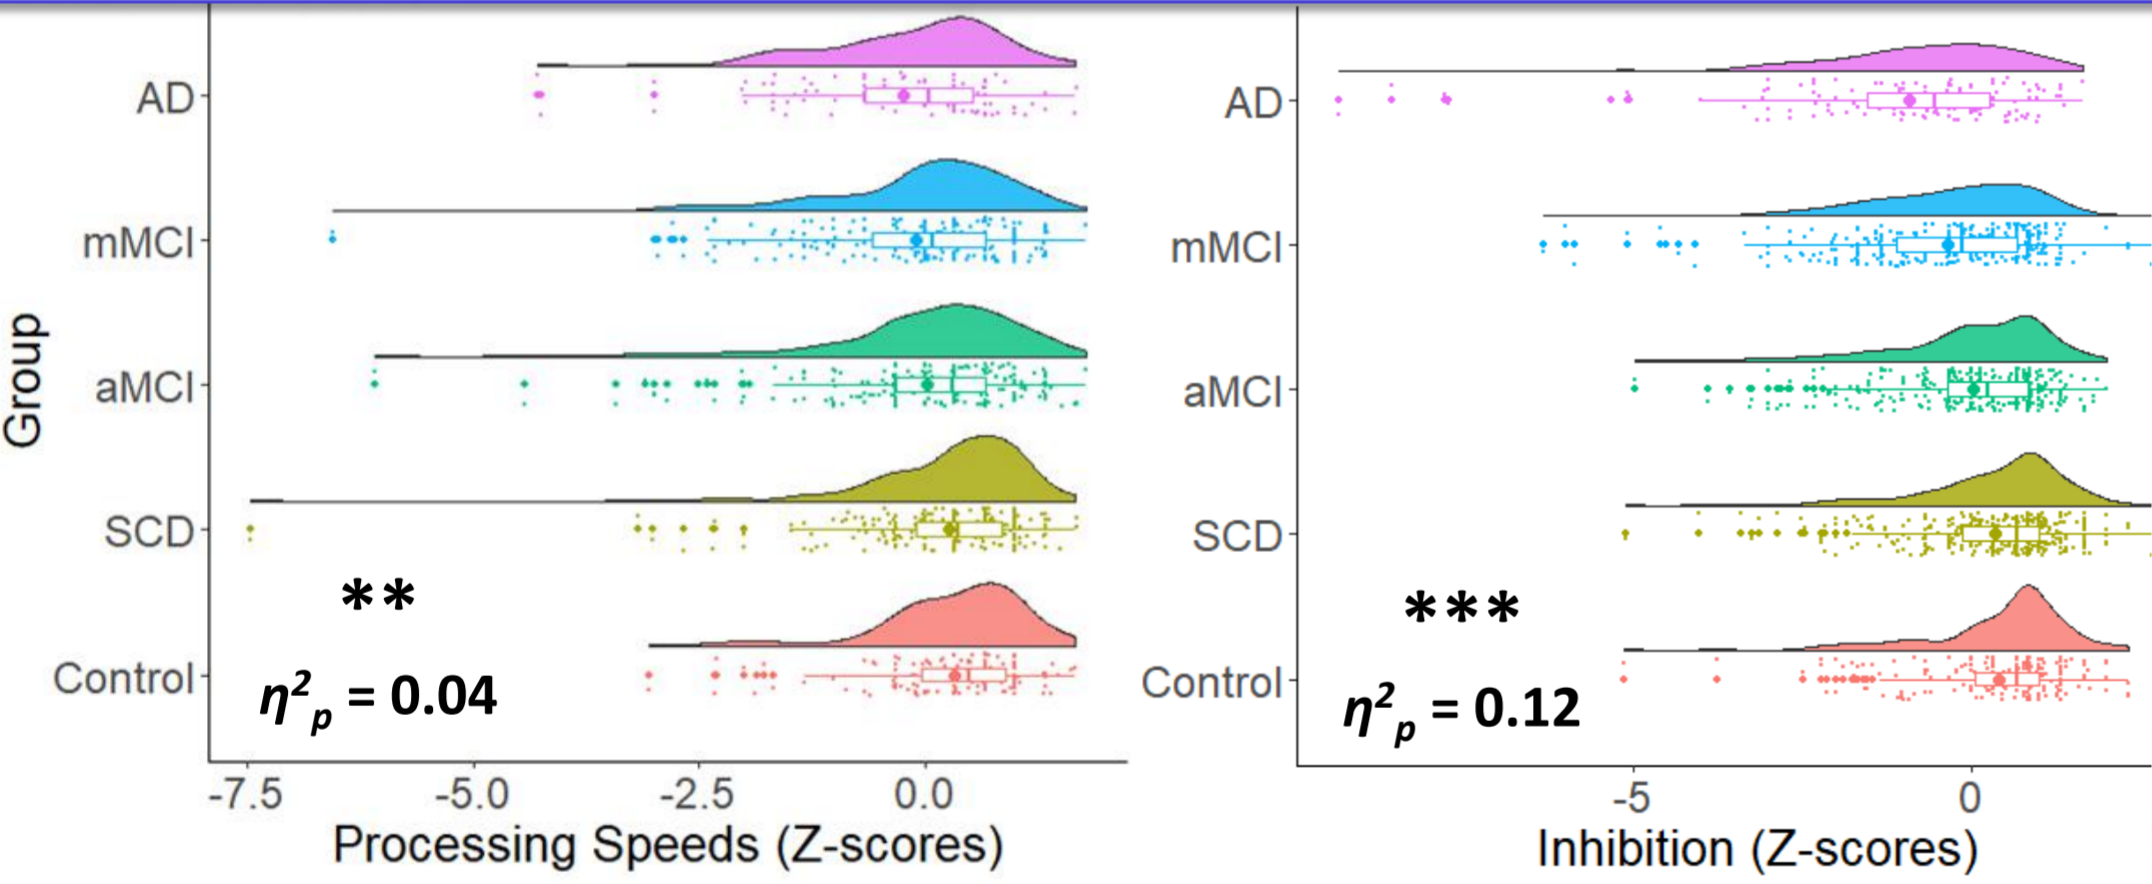 Group
AD
mMCI
aMCI
SCD
Control
**
η²p = 0.04
-7.5 -5.0 -2.5 0.0
Processing Speeds (Z-scores)
AD
mMCI
aMCI
SCD
Control
***
η²p = 0.12
-5 0
Inhibition (Z-scores)